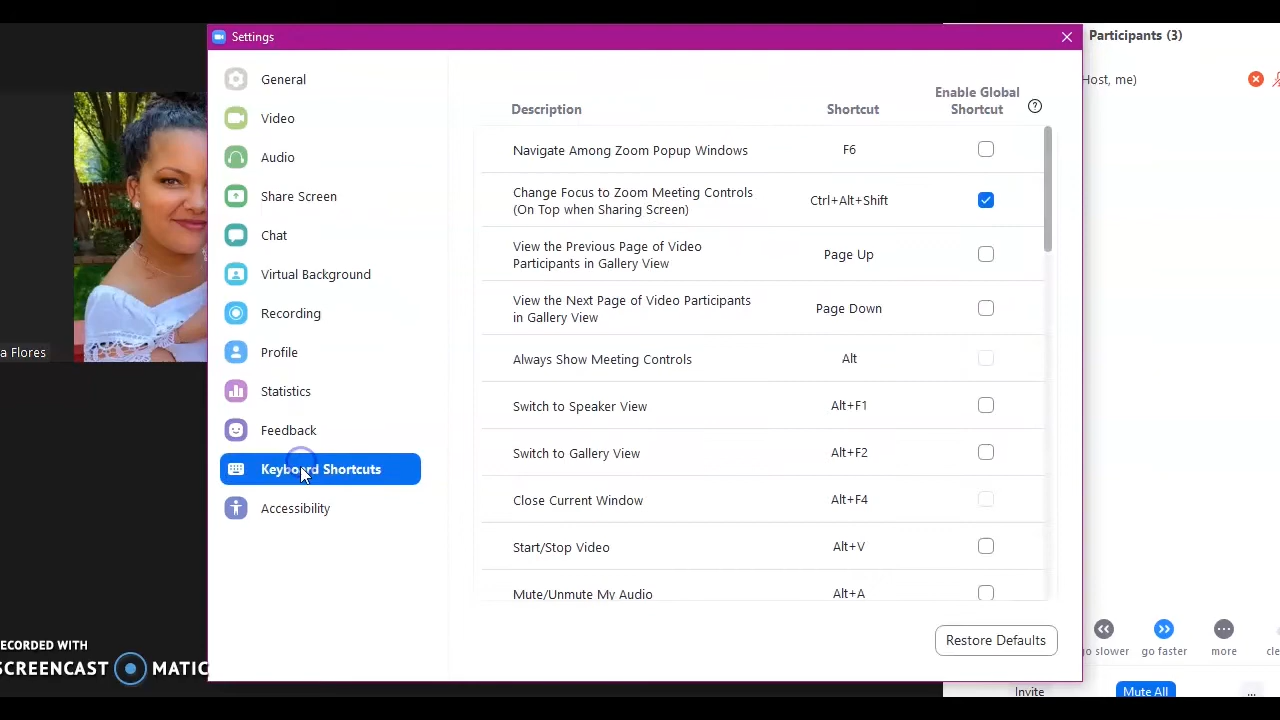 Settings
Participants (3)
General
Video
Audio
Share Screen
Chat
Virtual Background
Recording
Profile
Statistics
Feedback
Keyboard Shortcuts
Accessibility
Description
Shortcut
Enable Global
Shortcut
?
Navigate Among Zoom Popup Windows
F6
Change Focus to Zoom Meeting Controls
(On Top when Sharing Screen)
Ctrl+Alt+Shift
View the Previous Page of Video
Participants in Gallery View
Page Up
View the Next Page of Video Participants
in Gallery View
Page Down
Always Show Meeting Controls
Alt
Switch to Speaker View
Alt+F1
Switch to Gallery View
Alt+F2
Close Current Window
Alt+F4
Start/Stop Video
Alt+V
Mute/Unmute My Audio
Alt+A
Restore Defaults
Host, me)
a Flores
ECORDED WITH
SCREENCAST MATIC
o slower
go faster
more
cle
Invite
Mute All
...